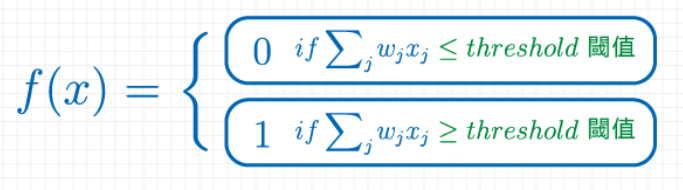 0 if ∑_j w_j x_j ≤ threshold 閾值
f(x) = {
1 if ∑_j w_j x_j ≥ threshold 閾值